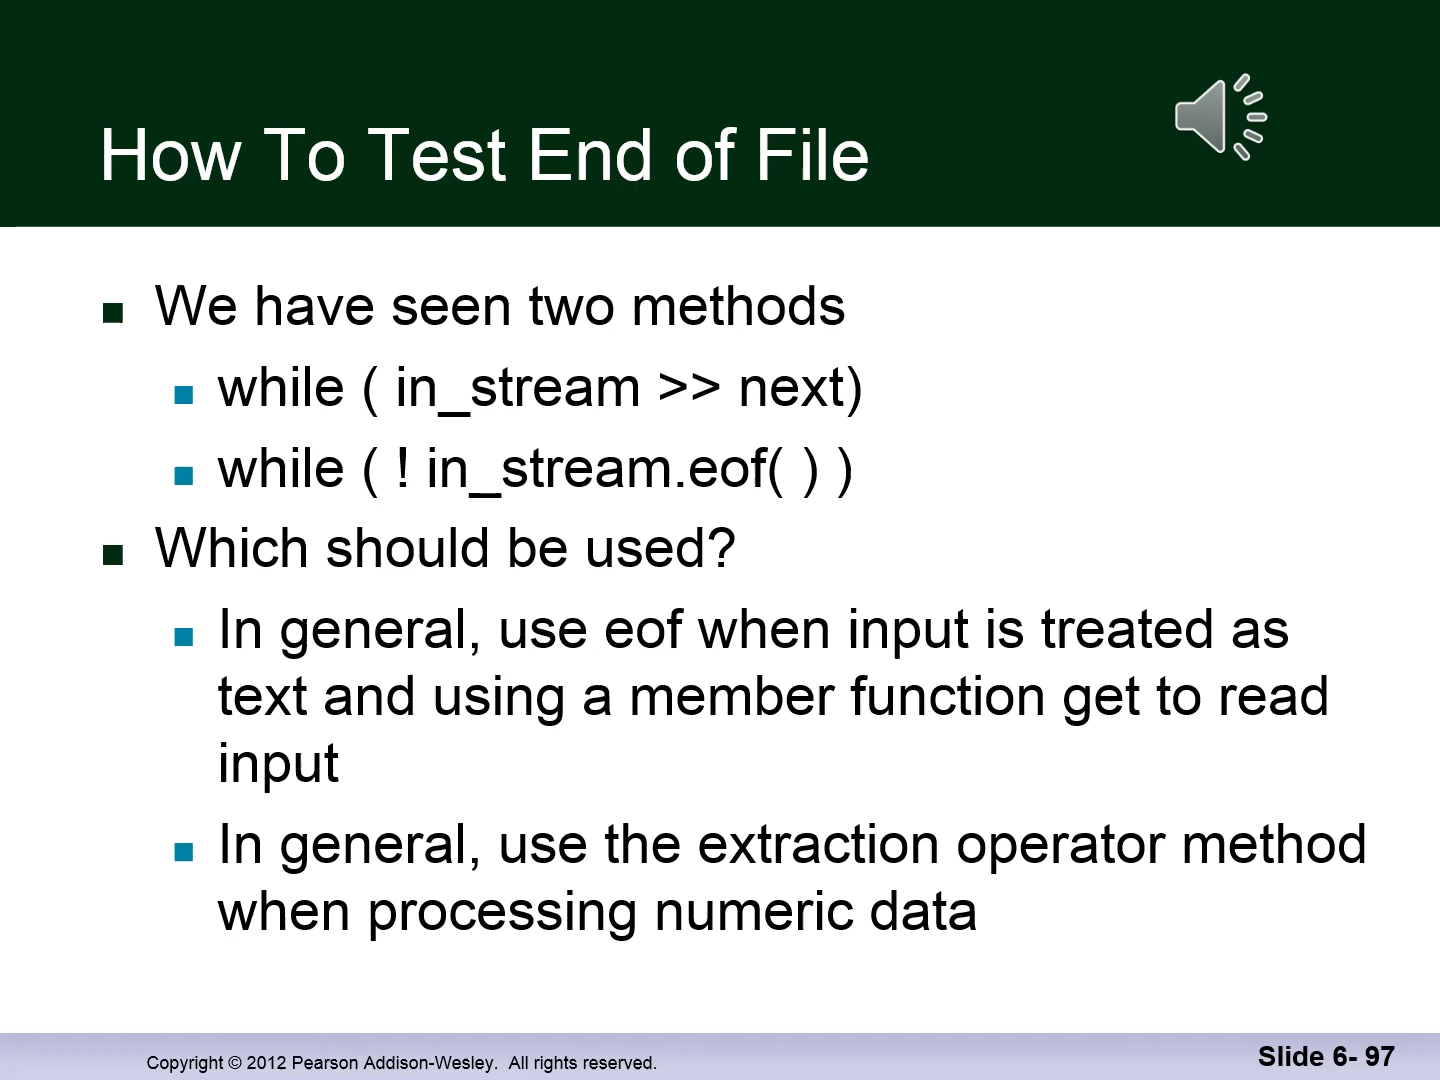 How To Test End of File
We have seen two methods
while ( in_stream >> next)
while ( ! in_stream.eof( ) )
Which should be used?
In general, use eof when input is treated as
text and using a member function get to read
input
In general, use the extraction operator method
when processing numeric data
Copyright © 2012 Pearson Addison-Wesley. All rights reserved.
Slide 6- 97